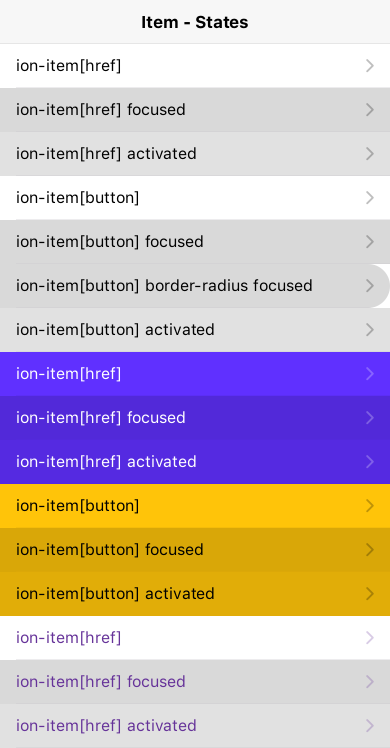 Item - States
ion-item[href]
ion-item[href] focused
ion-item[href] activated
ion-item[button]
ion-item[button] focused
ion-item[button] border-radius focused
ion-item[button] activated
ion-item[href]
ion-item[href] focused
ion-item[href] activated
ion-item[button]
ion-item[button] focused
ion-item[button] activated
ion-item[href]
ion-item[href] focused
ion-item[href] activated